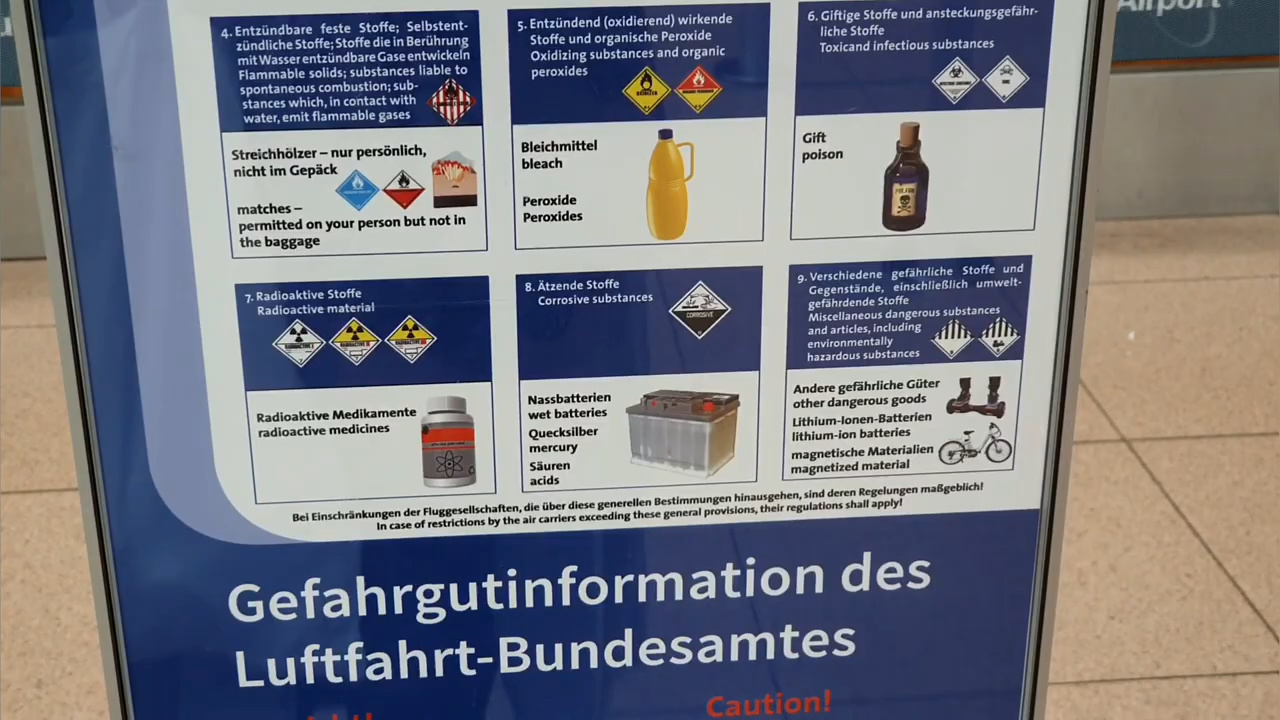 Airport
4. Entzündbare feste Stoffe; Selbstent-
zündliche Stoffe; Stoffe die in Berührung
mit Wasser entzündbare Gase entwickeln
Flammable solids; substances liable to
spontaneous combustion; sub-
stances which, in contact with
water, emit flammable gases
Streichhölzer – nur persönlich,
nicht im Gepäck
matches –
permitted on your person but not in
the baggage
5. Entzündend (oxidierend) wirkende
Stoffe und organische Peroxide
Oxidizing substances and organic
peroxides
Bleichmittel
bleach
Peroxide
Peroxides
6. Giftige Stoffe und ansteckungsgefähr-
liche Stoffe
Toxicand infectious substances
Gift
poison
7. Radioaktive Stoffe
Radioactive material
Radioaktive Medikamente
radioactive medicines
8. Ätzende Stoffe
Corrosive substances
CORROSIVE
Nassbatterien
wet batteries
Quecksilber
mercury
Säuren
acids
9. Verschiedene gefährliche Stoffe und
Gegenstände, einschließlich umwelt-
gefährdende Stoffe
Miscellaneous dangerous substances
and articles, including
environmentally
hazardous substances
Andere gefährliche Güter
other dangerous goods
Lithium-Ionen-Batterien
lithium-ion batteries
magnetische Materialien
magnetized material
Bei Einschränkungen der Fluggesellschaften, die über diese generellen Bestimmungen hinausgehen, sind deren Regelungen maßgeblich!
In case of restrictions by the air carriers exceeding these general provisions, their regulations shall apply!
Gefahrgutinformation des
Luftfahrt-Bundesamtes
Caution!